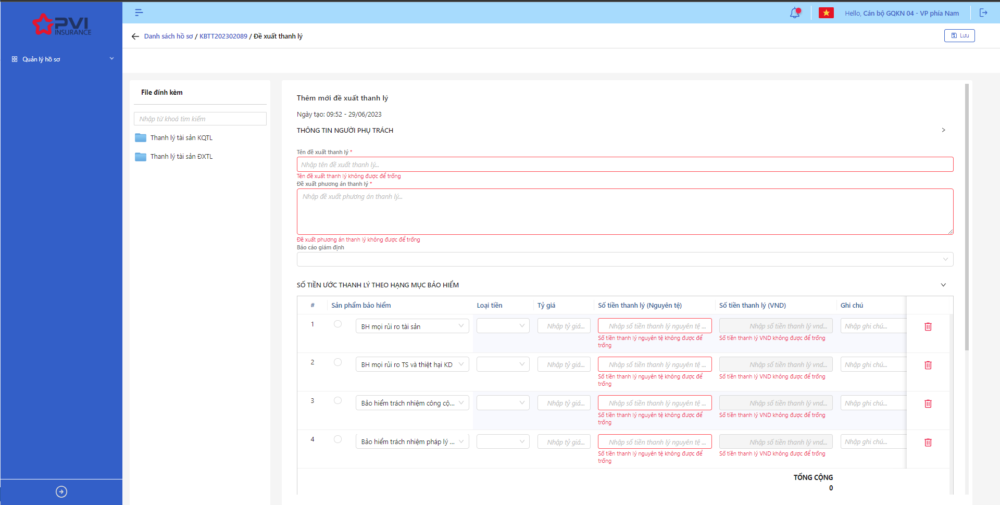 PVI
INSURANCE
Quản lý hồ sơ
Hello, Cán bộ GQKN 04 - VP phía Nam
Danh sách hồ sơ / KBTT202302089 / Đề xuất thanh lý
Lưu
File đính kèm
Nhập từ khoá tìm kiếm
Thanh lý tài sản KQTL
Thanh lý tài sản ĐXTL
Thêm mới đề xuất thanh lý
Ngày tạo: 09:52 - 29/06/2023
THÔNG TIN NGƯỜI PHỤ TRÁCH
Tên đề xuất thanh lý *
Nhập tên đề xuất thanh lý...
Tên đề xuất thanh lý không được để trống
Đề xuất phương án thanh lý *
Nhập đề xuất phương án thanh lý...
Đề xuất phương án thanh lý không được để trống
Báo cáo giám định
SỐ TIỀN ƯỚC THANH LÝ THEO HẠNG MỤC BẢO HIỂM
# Sản phẩm bảo hiểm Loại tiền Tỷ giá Số tiền thanh lý (Nguyên tệ) Số tiền thanh lý (VND) Ghi chú
1 BH mọi rủi ro tài sản Nhập tỷ giá... Nhập số tiền thanh lý nguyên tệ ... Nhập số tiền thanh lý vnd... Nhập ghi chú...
Số tiền thanh lý nguyên tệ không được để Số tiền thanh lý VND không được để trống
trống
2 BH mọi rủi ro TS và thiệt hại KD Nhập tỷ giá... Nhập số tiền thanh lý nguyên tệ ... Nhập số tiền thanh lý vnd... Nhập ghi chú...
Số tiền thanh lý nguyên tệ không được để Số tiền thanh lý VND không được để trống
trống
3 Bảo hiểm trách nhiệm công cộ... Nhập tỷ giá... Nhập số tiền thanh lý nguyên tệ ... Nhập số tiền thanh lý vnd... Nhập ghi chú...
Số tiền thanh lý nguyên tệ không được để Số tiền thanh lý VND không được để trống
trống
4 Bảo hiểm trách nhiệm pháp lý ... Nhập tỷ giá... Nhập số tiền thanh lý nguyên tệ ... Nhập số tiền thanh lý vnd... Nhập ghi chú...
Số tiền thanh lý nguyên tệ không được để Số tiền thanh lý VND không được để trống
trống
TỔNG CỘNG
0